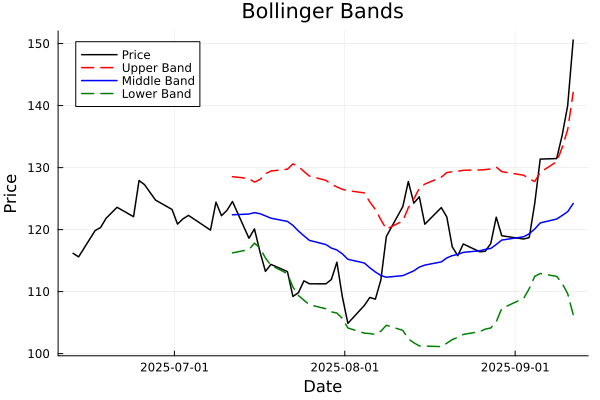 Bollinger Bands
Price
Upper Band
Middle Band
Lower Band
150
140
130
120
110
100
Price
2025-07-01
2025-08-01
2025-09-01
Date